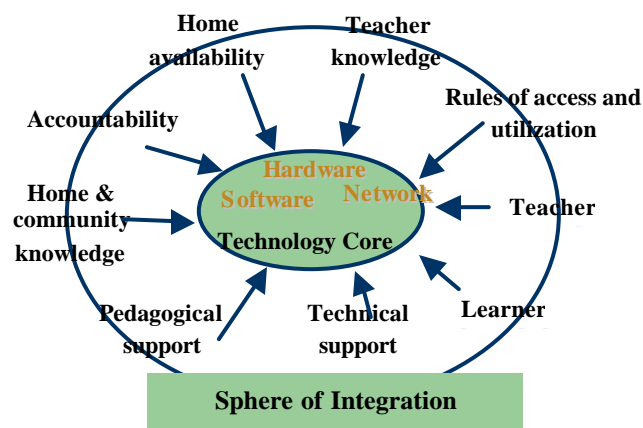 Home
availability
Teacher
knowledge
Rules of access and
utilization
Accountability
Hardware
Software
Network
Home &
community
knowledge
Teacher
Technology Core
Pedagogical
support
Technical
support
Learner
Sphere of Integration